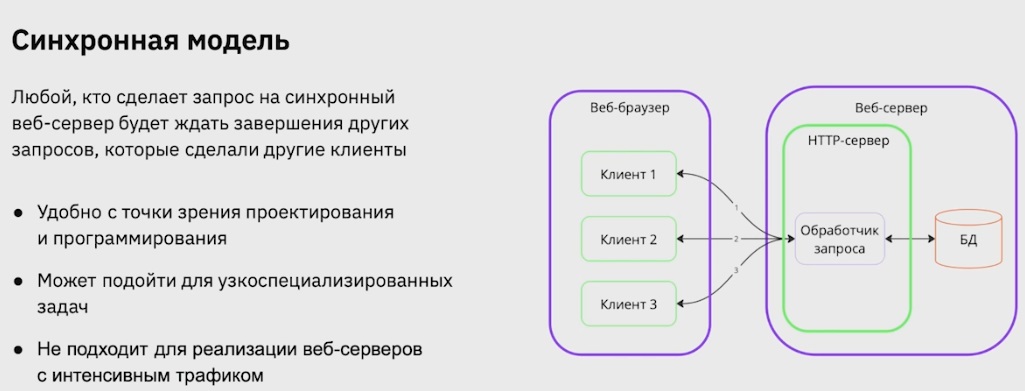 Синхронная модель
Любой, кто сделает запрос на синхронный
веб-сервер будет ждать завершения других
запросов, которые сделали другие клиенты
● Удобно с точки зрения проектирования
и программирования
● Может подойти для узкоспециализированных
задач
● Не подходит для реализации веб-серверов
с интенсивным трафиком
Веб-браузер
Клиент 1
Клиент 2
Клиент 3
1
2
3
Веб-сервер
HTTP-сервер
Обработчик
запроса
БД